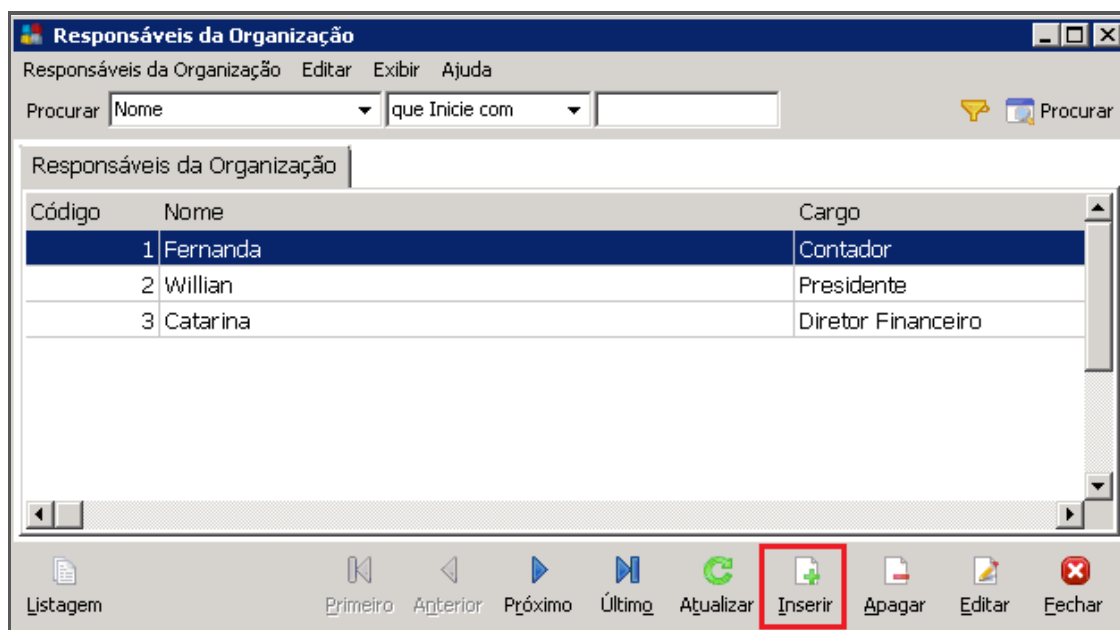 Responsáveis da Organização
Responsáveis da Organização Editar Exibir Ajuda
Procurar Nome que Inicie com Procurar
Responsáveis da Organização
Código Nome Cargo
1 Fernanda Contador
2 Willian Presidente
3 Catarina Diretor Financeiro
Listagem Primeiro Anterior Próximo Último Atualizar Inserir Apagar Editar Fechar